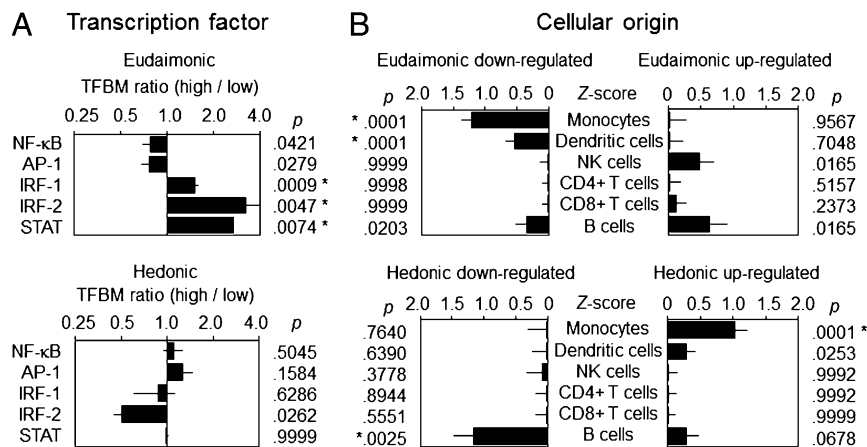 A Transcription factor
Eudaimonic
TFBM ratio (high / low)
0.25 0.5 1.0 2.0 4.0 p
NF-κB .0421
AP-1 .0279
IRF-1 .0009 *
IRF-2 .0047 *
STAT .0074 *
Hedonic
TFBM ratio (high / low)
0.25 0.5 1.0 2.0 4.0 p
NF-κB .5045
AP-1 .1584
IRF-1 .6286
IRF-2 .0262
STAT .9999
B Cellular origin
Eudaimonic down-regulated Eudaimonic up-regulated
p 2.0 1.5 1.0 0.5 0 Z-score 0 0.5 1.0 1.5 2.0 p
* .0001 Monocytes .9567
* .0001 Dendritic cells .7048
.9999 NK cells .0165
.9998 CD4+ T cells .5157
.9999 CD8+ T cells .2373
.0203 B cells .0165
Hedonic down-regulated Hedonic up-regulated
p 2.0 1.5 1.0 0.5 0 Z-score 0 0.5 1.0 1.5 2.0 p
.7640 Monocytes .0001 *
.6390 Dendritic cells .0253
.3778 NK cells .9992
.8944 CD4+ T cells .9992
.5551 CD8+ T cells .9999
* .0025 B cells .0678